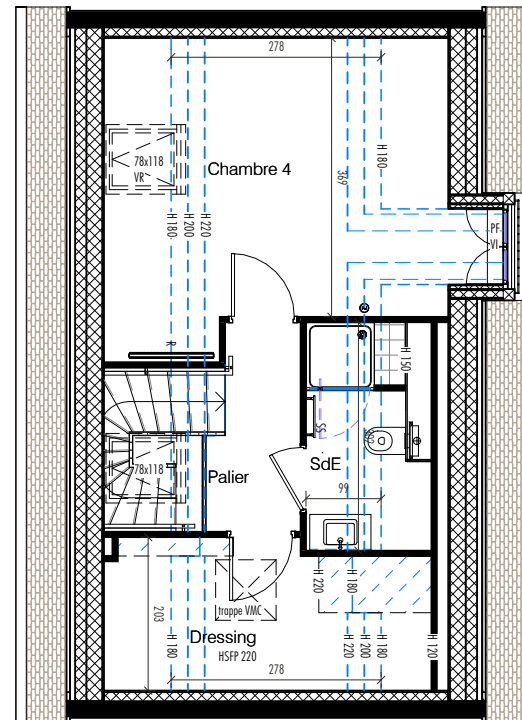 278
H 180
78x118
VR
Chambre 4
369
H 180
H 200
H 220
PF
VI
R
H 150
SS
SdE
78x118
Palier
99
H 220
H 180
203
trappe VMC
Dressing
HSFP 220
H 180
H 220
H 200
H 180
H 120
278